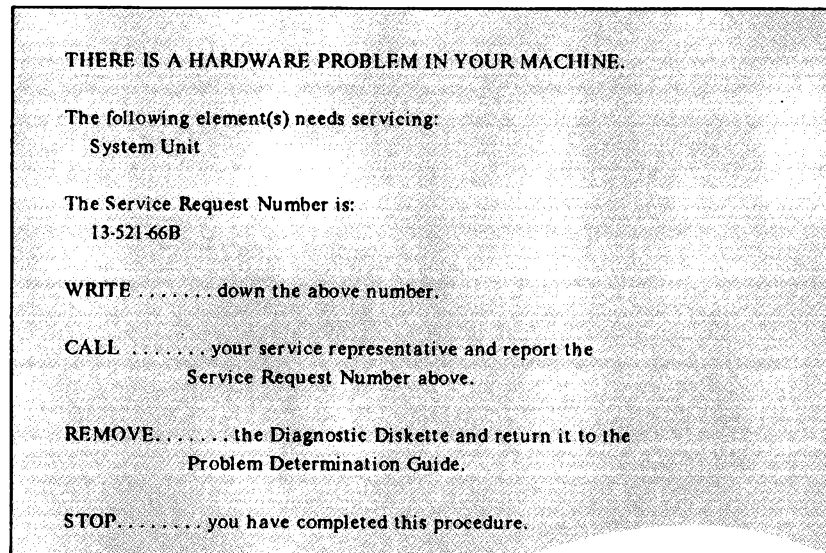 THERE IS A HARDWARE PROBLEM IN YOUR MACHINE.
The following element(s) needs servicing:
System Unit
The Service Request Number is:
13-521-66B
WRITE ....... down the above number.
CALL ....... your service representative and report the
Service Request Number above.
REMOVE....... the Diagnostic Diskette and return it to the
Problem Determination Guide.
STOP........ you have completed this procedure.